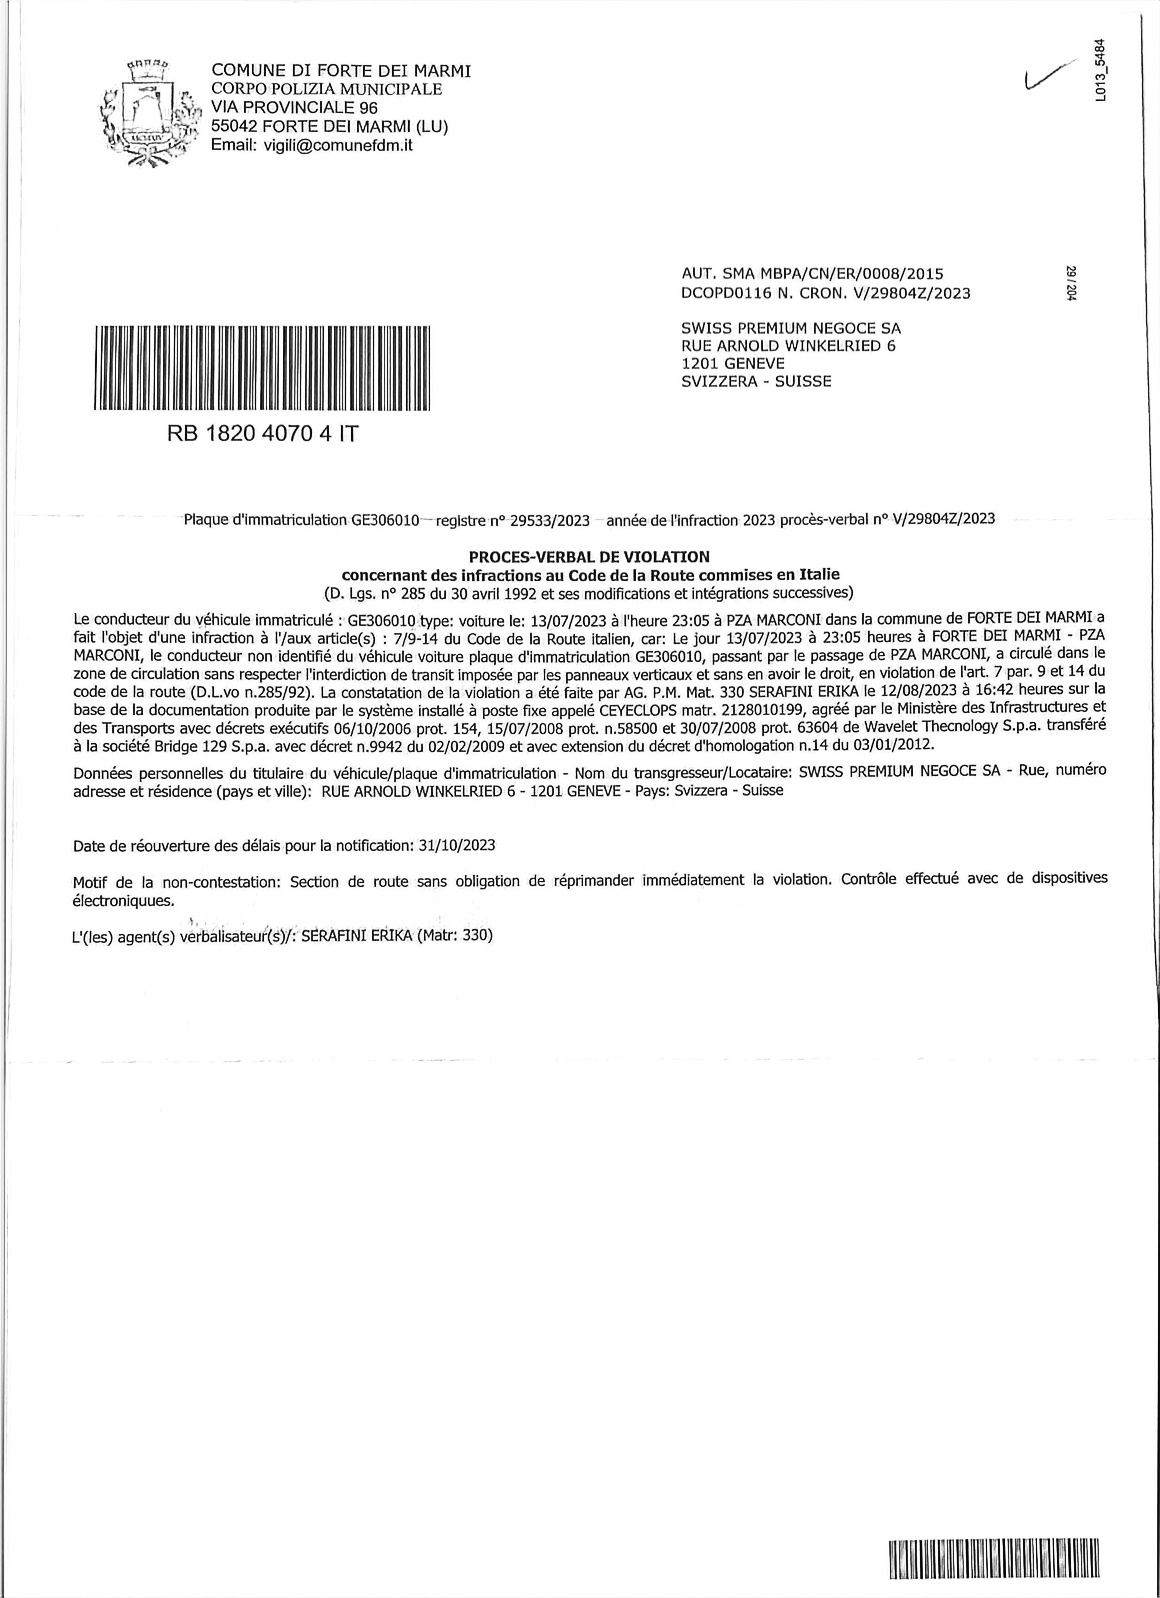 COMUNE DI FORTE DEI MARMI
CORPO POLIZIA MUNICIPALE
VIA PROVINCIALE 96
55042 FORTE DEI MARMI (LU)
Email: vigili@comunefdm.it
L013_5484
29 / 204
AUT. SMA MBPA/CN/ER/0008/2015
DCOPD0116 N. CRON. V/29804Z/2023
SWISS PREMIUM NEGOCE SA
RUE ARNOLD WINKELRIED 6
1201 GENEVE
SVIZZERA - SUISSE
RB 1820 4070 4 IT
Plaque d'immatriculation GE306010 registre n° 29533/2023 année de l'infraction 2023 procès-verbal n° V/29804Z/2023
PROCES-VERBAL DE VIOLATION
concernant des infractions au Code de la Route commises en Italie
(D. Lgs. n° 285 du 30 avril 1992 et ses modifications et intégrations successives)
Le conducteur du véhicule immatriculé : GE306010 type: voiture le: 13/07/2023 à l'heure 23:05 à PZA MARCONI dans la commune de FORTE DEI MARMI a
fait l'objet d'une infraction à l'/aux article(s) : 7/9-14 du Code de la Route italien, car: Le jour 13/07/2023 à 23:05 heures à FORTE DEI MARMI - PZA
MARCONI, le conducteur non identifié du véhicule voiture plaque d'immatriculation GE306010, passant par le passage de PZA MARCONI, a circulé dans le
zone de circulation sans respecter l'interdiction de transit imposée par les panneaux verticaux et sans en avoir le droit, en violation de l'art. 7 par. 9 et 14 du
code de la route (D.L.vo n.285/92). La constatation de la violation a été faite par AG. P.M. Mat. 330 SERAFINI ERIKA le 12/08/2023 à 16:42 heures sur la
base de la documentation produite par le système installé à poste fixe appelé CEYECLOPS matr. 2128010199, agréé par le Ministère des Infrastructures et
des Transports avec décrets exécutifs 06/10/2006 prot. 154, 15/07/2008 prot. n.58500 et 30/07/2008 prot. 63604 de Wavelet Thecnology S.p.a. transféré
à la société Bridge 129 S.p.a. avec décret n.9942 du 02/02/2009 et avec extension du décret d'homologation n.14 du 03/01/2012.
Données personnelles du titulaire du véhicule/plaque d'immatriculation - Nom du transgresseur/Locataire: SWISS PREMIUM NEGOCE SA - Rue, numéro
adresse et résidence (pays et ville): RUE ARNOLD WINKELRIED 6 - 1201 GENEVE - Pays: Svizzera - Suisse
Date de réouverture des délais pour la notification: 31/10/2023
Motif de la non-contestation: Section de route sans obligation de réprimander immédiatement la violation. Contrôle effectué avec de dispositives
électroniquues.
L'(les) agent(s) verbalisateur(s)/: SERAFINI ERIKA (Matr: 330)